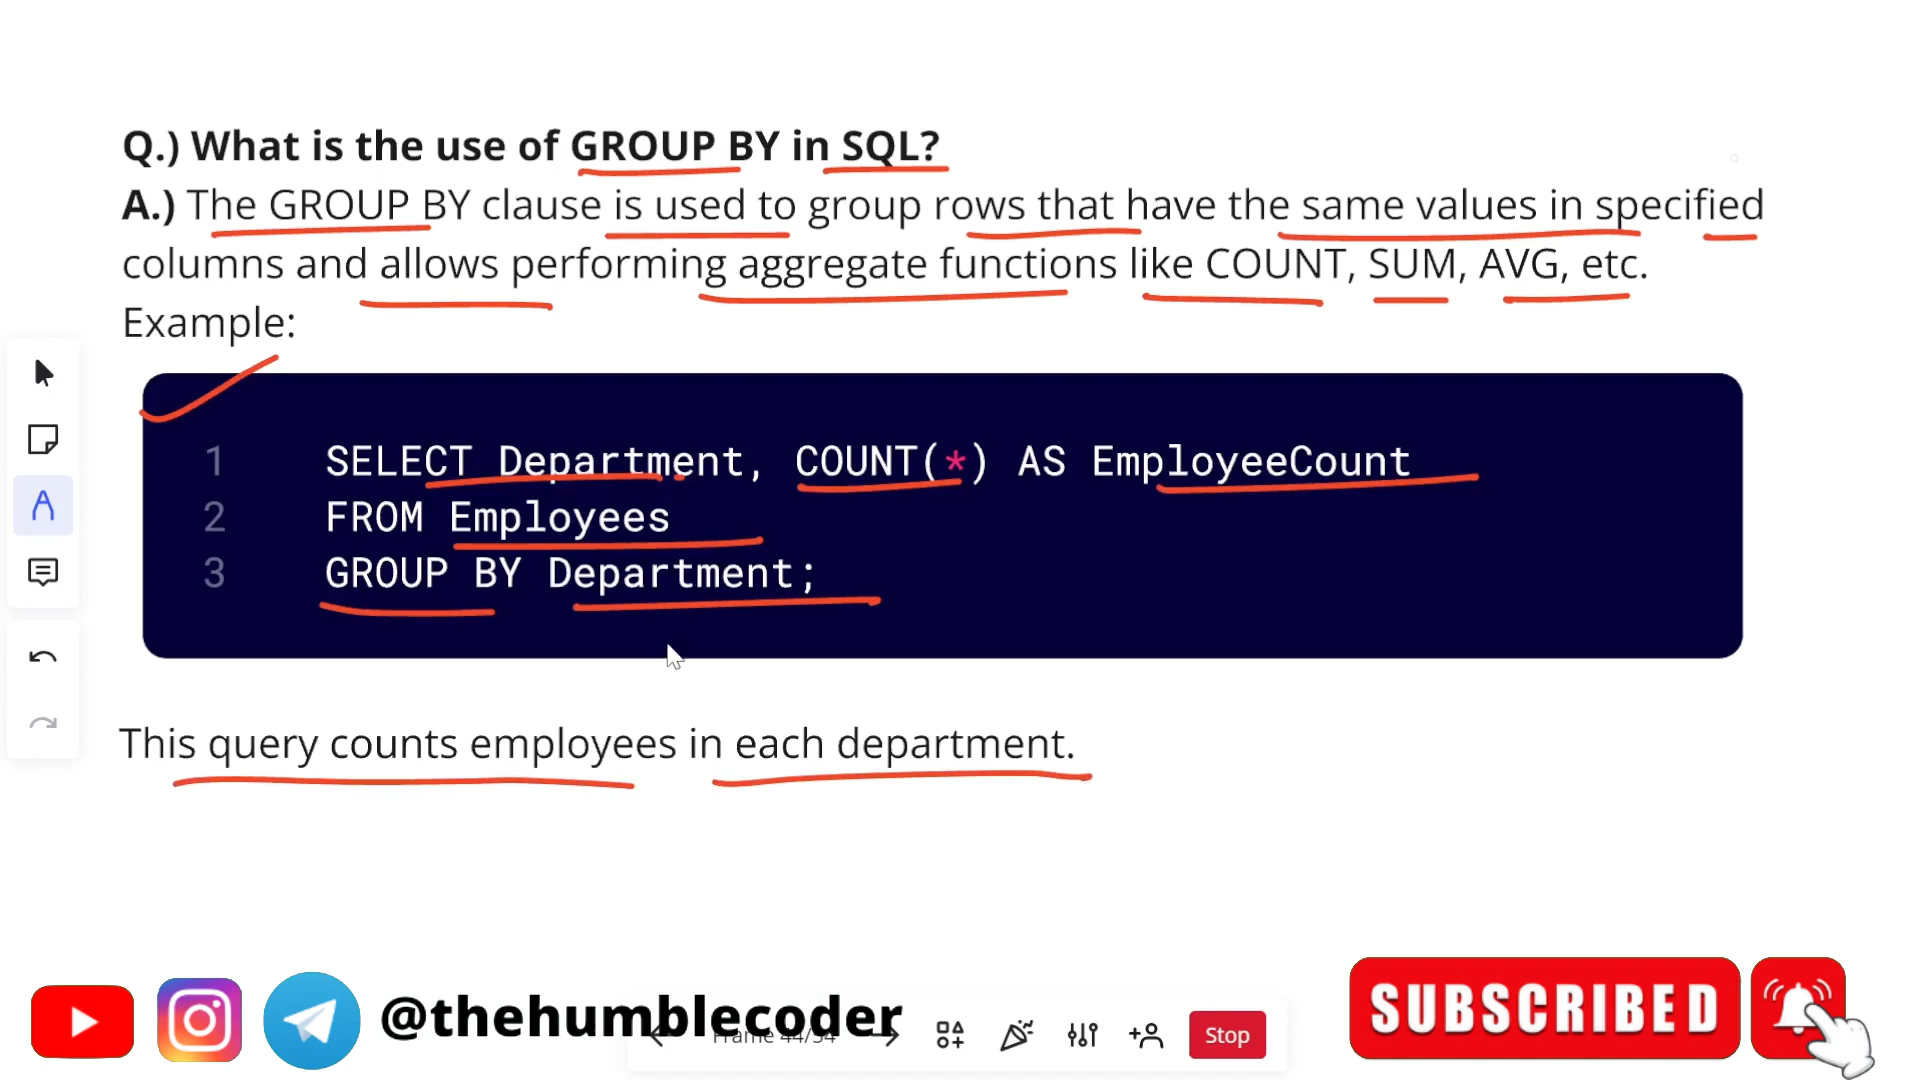 Q.) What is the use of GROUP BY in SQL?
A.) The GROUP BY clause is used to group rows that have the same values in specified
columns and allows performing aggregate functions like COUNT, SUM, AVG, etc.
Example:
1 SELECT Department, COUNT(*) AS EmployeeCount
2 FROM Employees
3 GROUP BY Department;
This query counts employees in each department.
@thehumblecoder
Frame 44/54
Stop
SUBSCRIBED